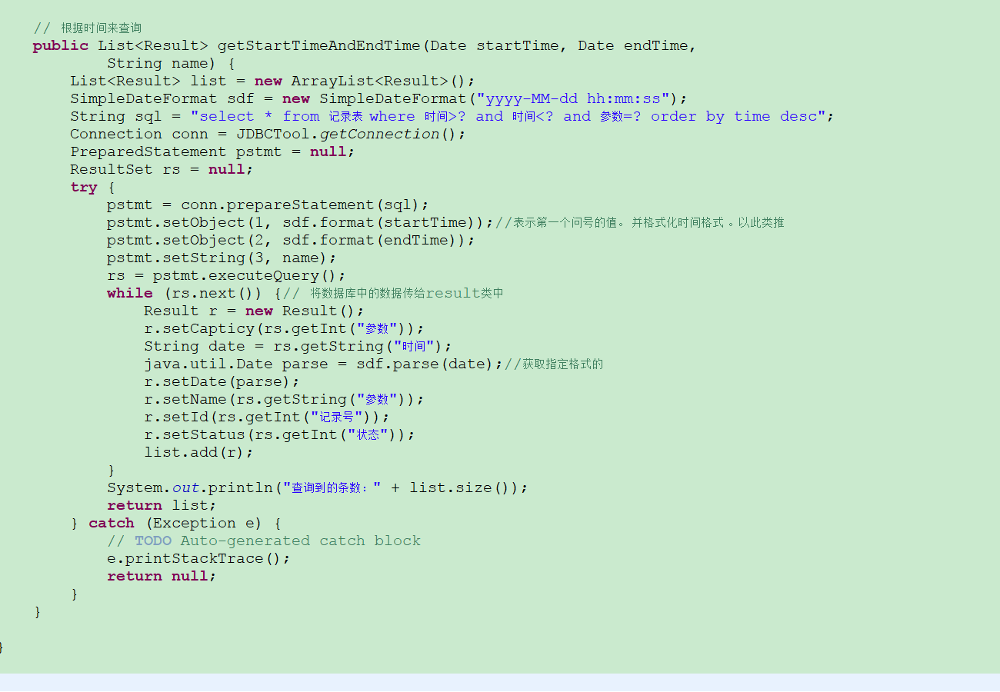 // 根据时间来查询
public List<Result> getStartTimeAndEndTime(Date startTime, Date endTime,
String name) {
List<Result> list = new ArrayList<Result>();
SimpleDateFormat sdf = new SimpleDateFormat("yyyy-MM-dd hh:mm:ss");
String sql = "select * from 记录表 where 时间>? and 时间<? and 参数=? order by time desc";
Connection conn = JDBCTool.getConnection();
PreparedStatement pstmt = null;
ResultSet rs = null;
try {
pstmt = conn.prepareStatement(sql);
pstmt.setObject(1, sdf.format(startTime));//表示第一个问号的值。并格式化时间格式 。以此类推
pstmt.setObject(2, sdf.format(endTime));
pstmt.setString(3, name);
rs = pstmt.executeQuery();
while (rs.next()) {// 将数据库中的数据传给result类中
Result r = new Result();
r.setCapticy(rs.getInt("参数"));
String date = rs.getString("时间");
java.util.Date parse = sdf.parse(date);//获取指定格式的
r.setDate(parse);
r.setName(rs.getString("参数"));
r.setId(rs.getInt("记录号"));
r.setStatus(rs.getInt("状态"));
list.add(r);
}
System.out.println("查询到的条数：" + list.size());
return list;
} catch (Exception e) {
// TODO Auto-generated catch block
e.printStackTrace();
return null;
}
}
}